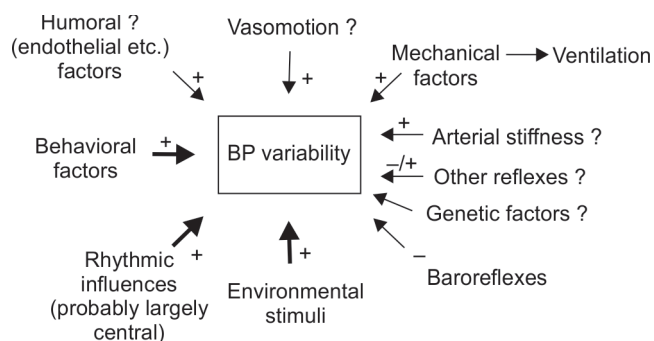 Humoral ?
(endothelial etc.)
factors
+
Vasomotion ?
+
Mechanical
factors
+
Ventilation
Behavioral
factors
+
BP variability
+
Arterial stiffness ?
–/+
Other reflexes ?
Genetic factors ?
–
Baroreflexes
Rhythmic
influences
(probably largely
central)
+
+
Environmental
stimuli